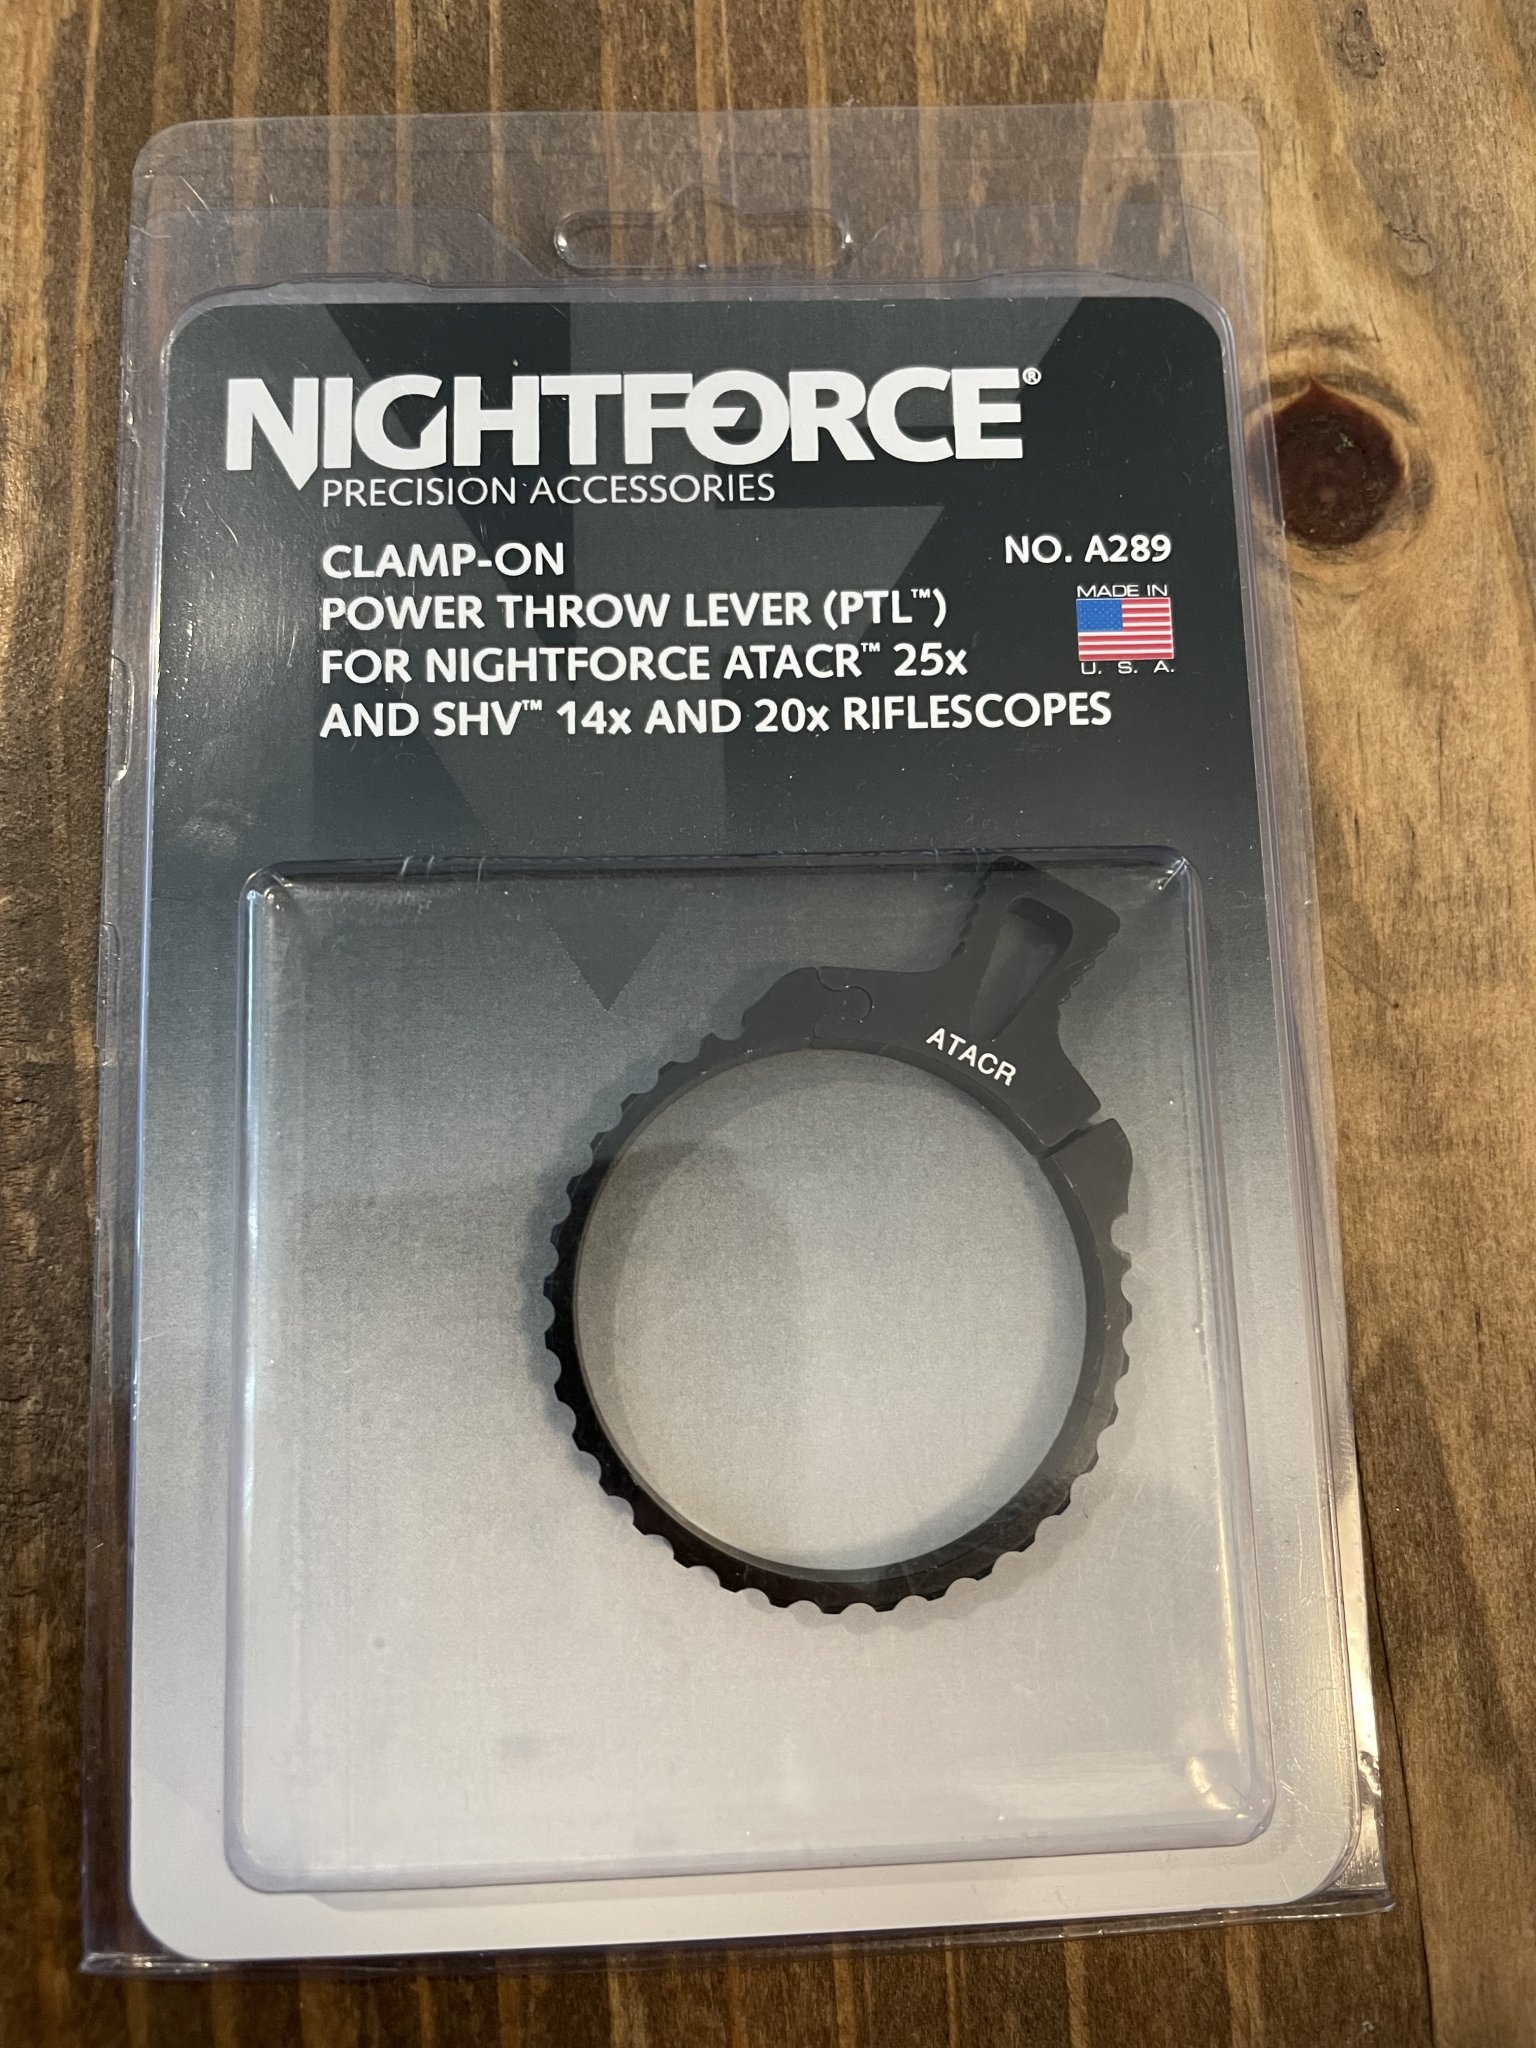 NIGHTFORCE®
PRECISION ACCESSORIES
CLAMP-ON
POWER THROW LEVER (PTL™)
FOR NIGHTFORCE ATACR™ 25x
AND SHV™ 14x AND 20x RIFLESCOPES
NO. A289
MADE IN
U. S. A.
ATACR